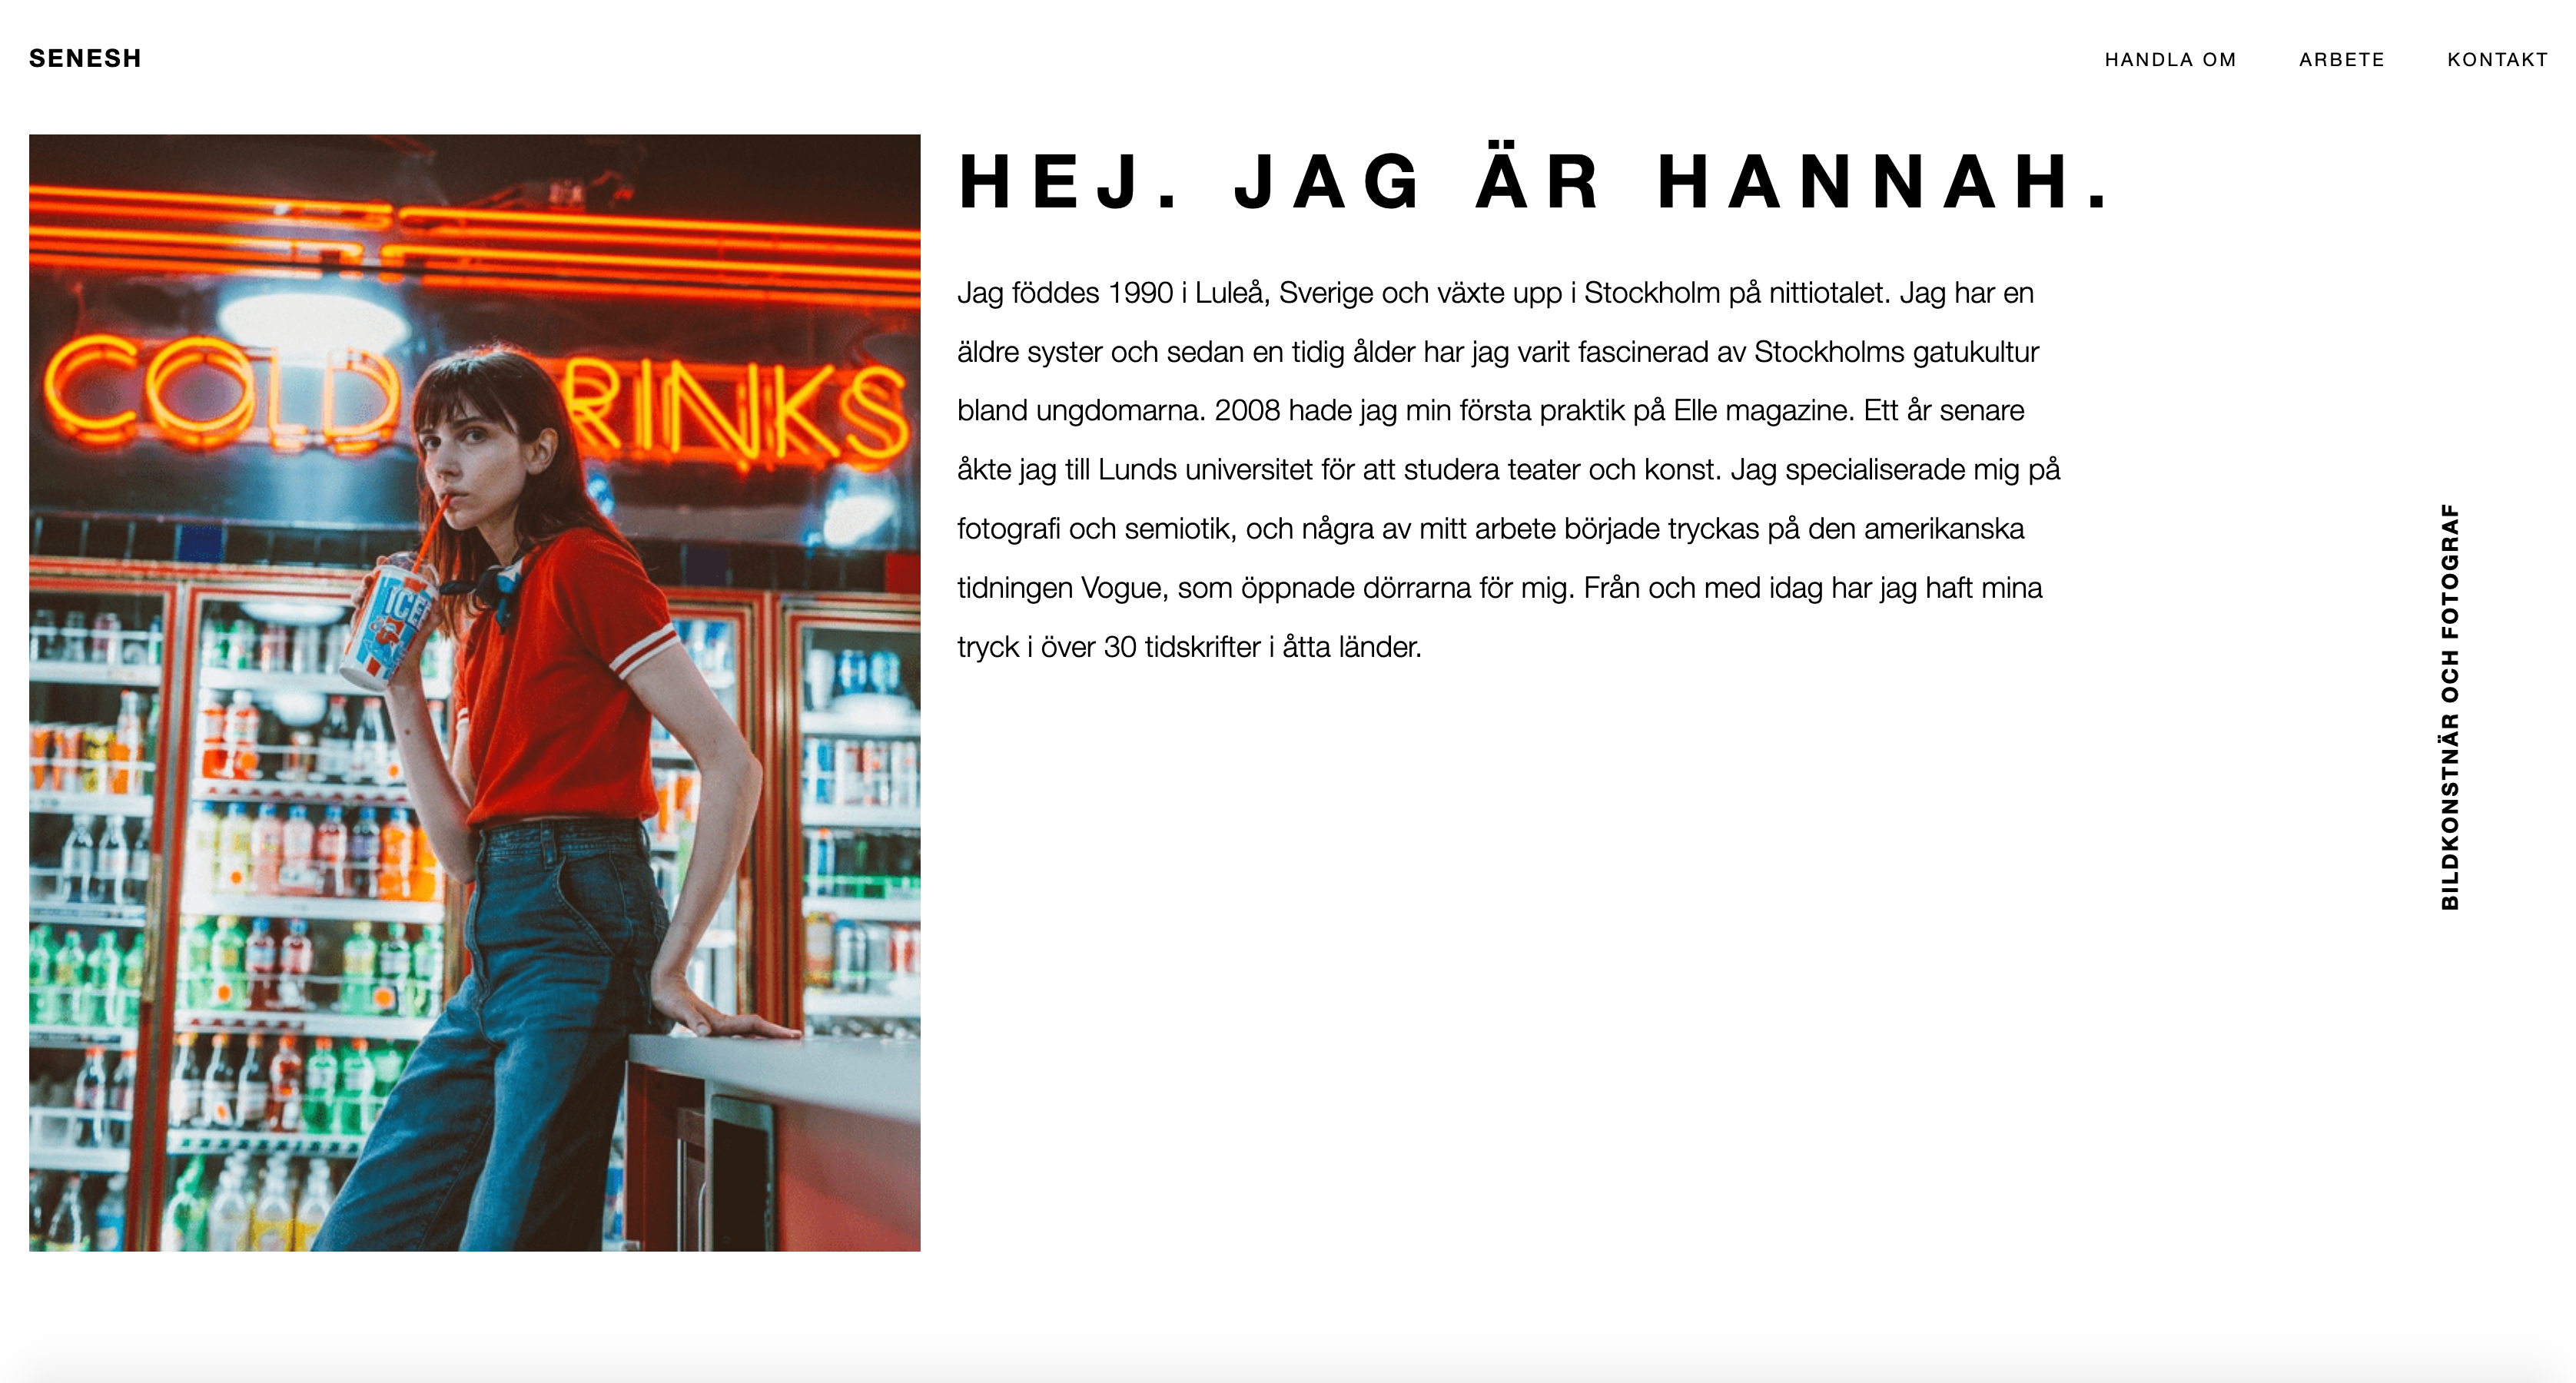 SENESH
HANDLA OM
ARBETE
KONTAKT
HEJ. JAG ÄR HANNAH.
Jag föddes 1990 i Luleå, Sverige och växte upp i Stockholm på nittiotalet. Jag har en
äldre syster och sedan en tidig ålder har jag varit fascinerad av Stockholms gatukultur
bland ungdomarna. 2008 hade jag min första praktik på Elle magazine. Ett år senare
åkte jag till Lunds universitet för att studera teater och konst. Jag specialiserade mig på
fotografi och semiotik, och några av mitt arbete började tryckas på den amerikanska
tidningen Vogue, som öppnade dörrarna för mig. Från och med idag har jag haft mina
tryck i över 30 tidskrifter i åtta länder.
COLD RINKS
ICEE
BILDKONSTNÄR OCH FOTOGRAF